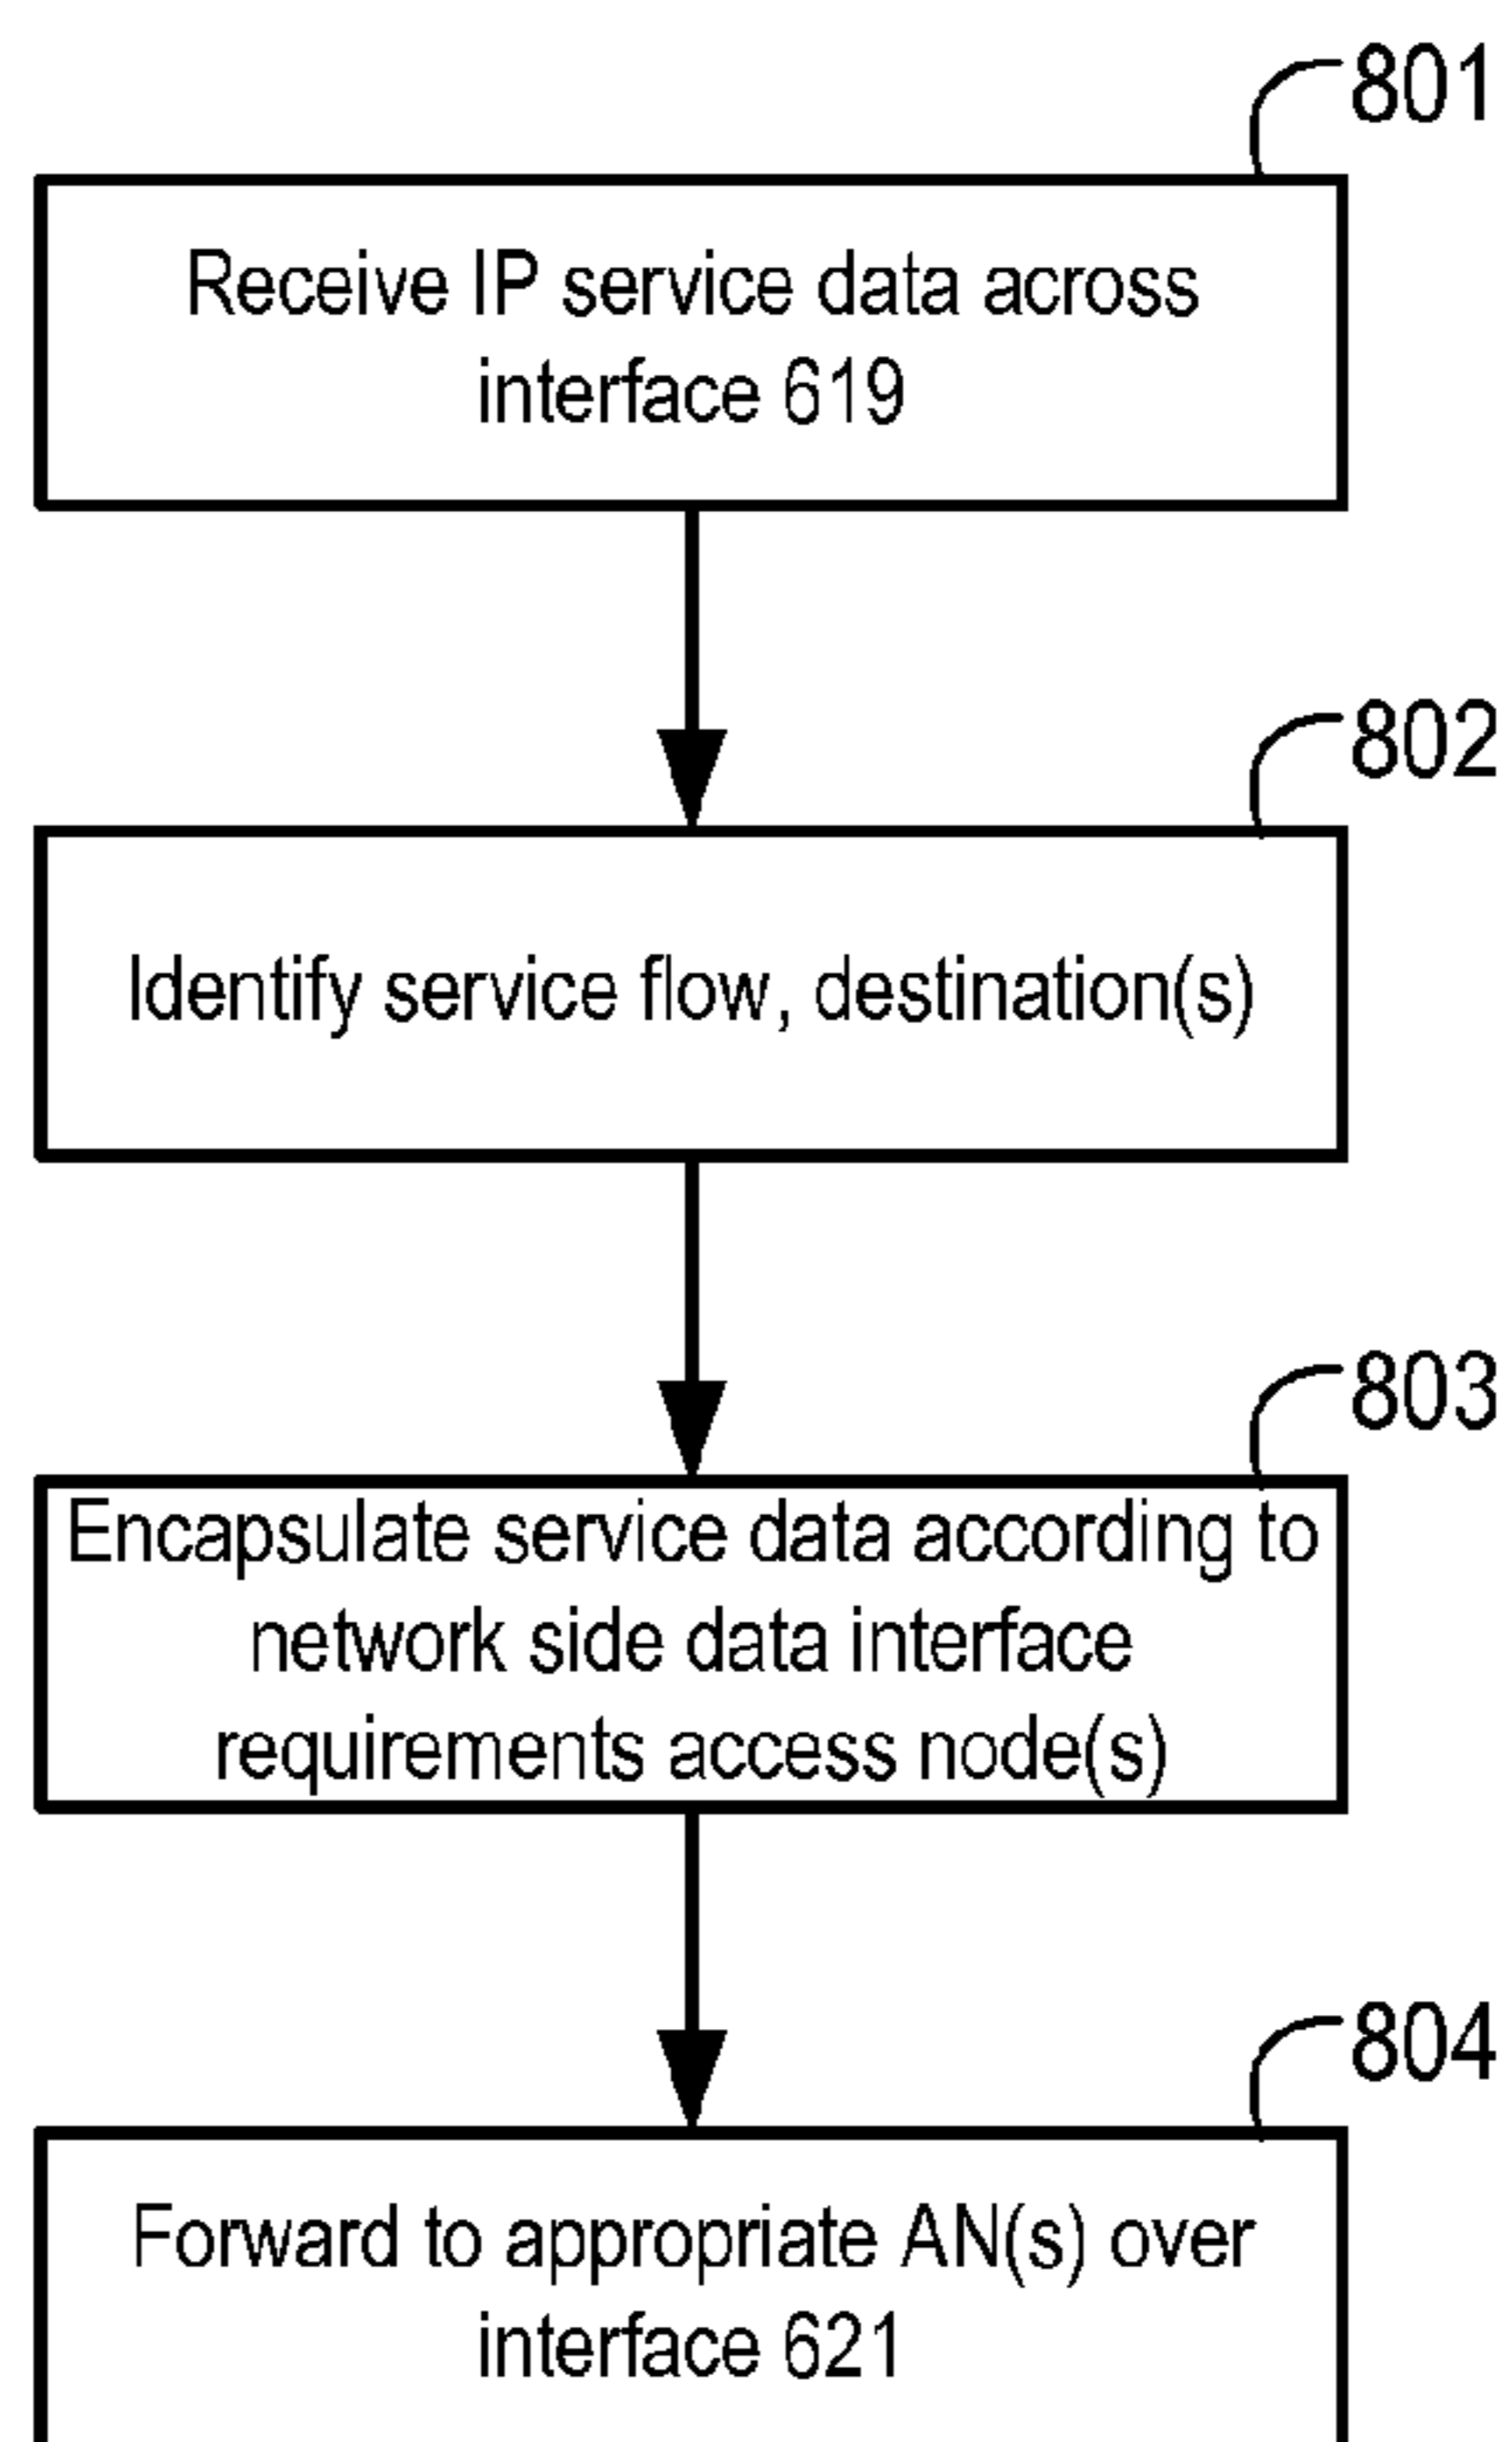 801
Receive IP service data across
interface 619
802
Identify service flow, destination(s)
803
Encapsulate service data according to
network side data interface
requirements access node(s)
804
Forward to appropriate AN(s) over
interface 621